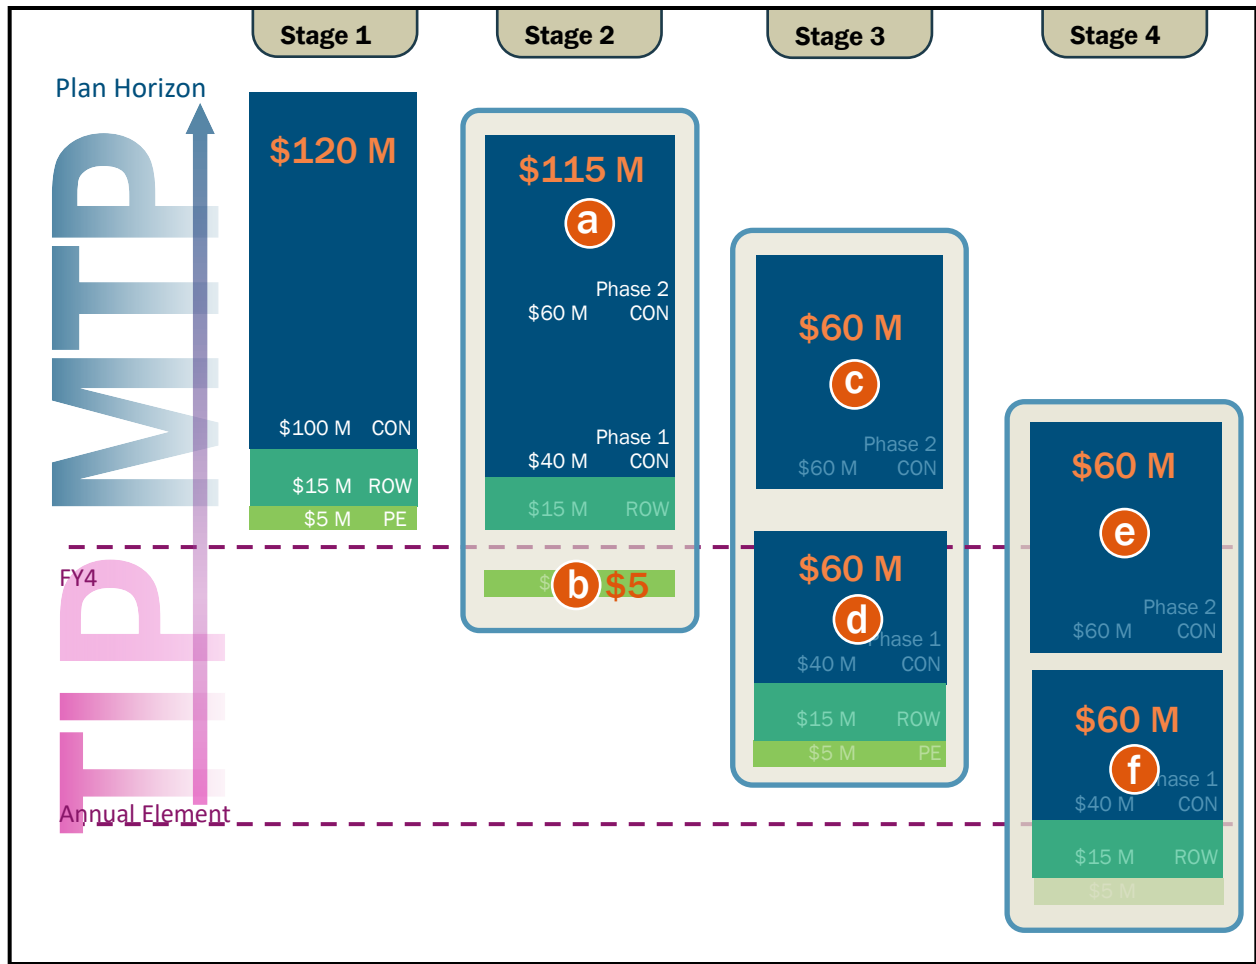 Stage 1
Stage 2
Stage 3
Stage 4
Plan Horizon
MTP
TIP
FY4
Annual Element
$120 M
$100 M CON
$15 M ROW
$5 M PE
$115 M
a
Phase 2
$60 M CON
Phase 1
$40 M CON
$15 M ROW
b $5
$60 M
c
Phase 2
$60 M CON
$60 M
d
Phase 1
$40 M CON
$15 M ROW
$5 M PE
$60 M
e
Phase 2
$60 M CON
$60 M
f
1
$40 M CON
$15 M ROW
$5 M